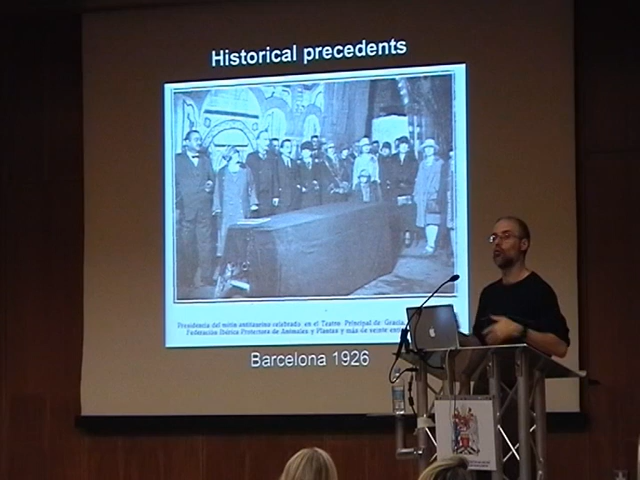 Historical precedents
Presidencia del mitin antitaurino celebrado en el Teatro Principal de Gracia,
Federación Ibérica Protectora de Animales y Plantas y más de veinte enti
Barcelona 1926